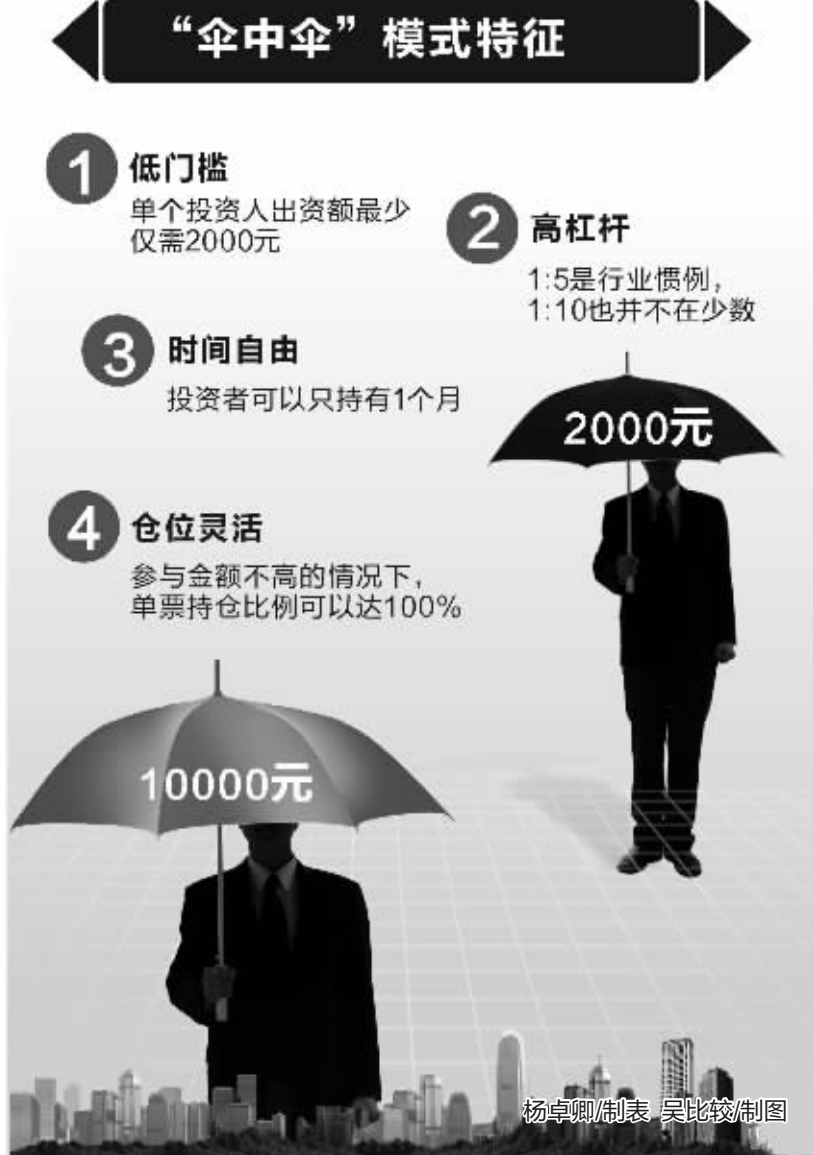 “伞中伞”模式特征
1
低门槛
单个投资人出资额最少
仅需2000元
2
高杠杆
1:5是行业惯例，
1:10也并不在少数
3
时间自由
投资者可以只持有1个月
2000元
4
仓位灵活
参与金额不高的情况下，
单票持仓比例可以达100%
10000元
杨卓卿/制表 吴比较/制图